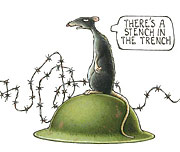 THERE'S A
STENCH IN
THE TRENCH